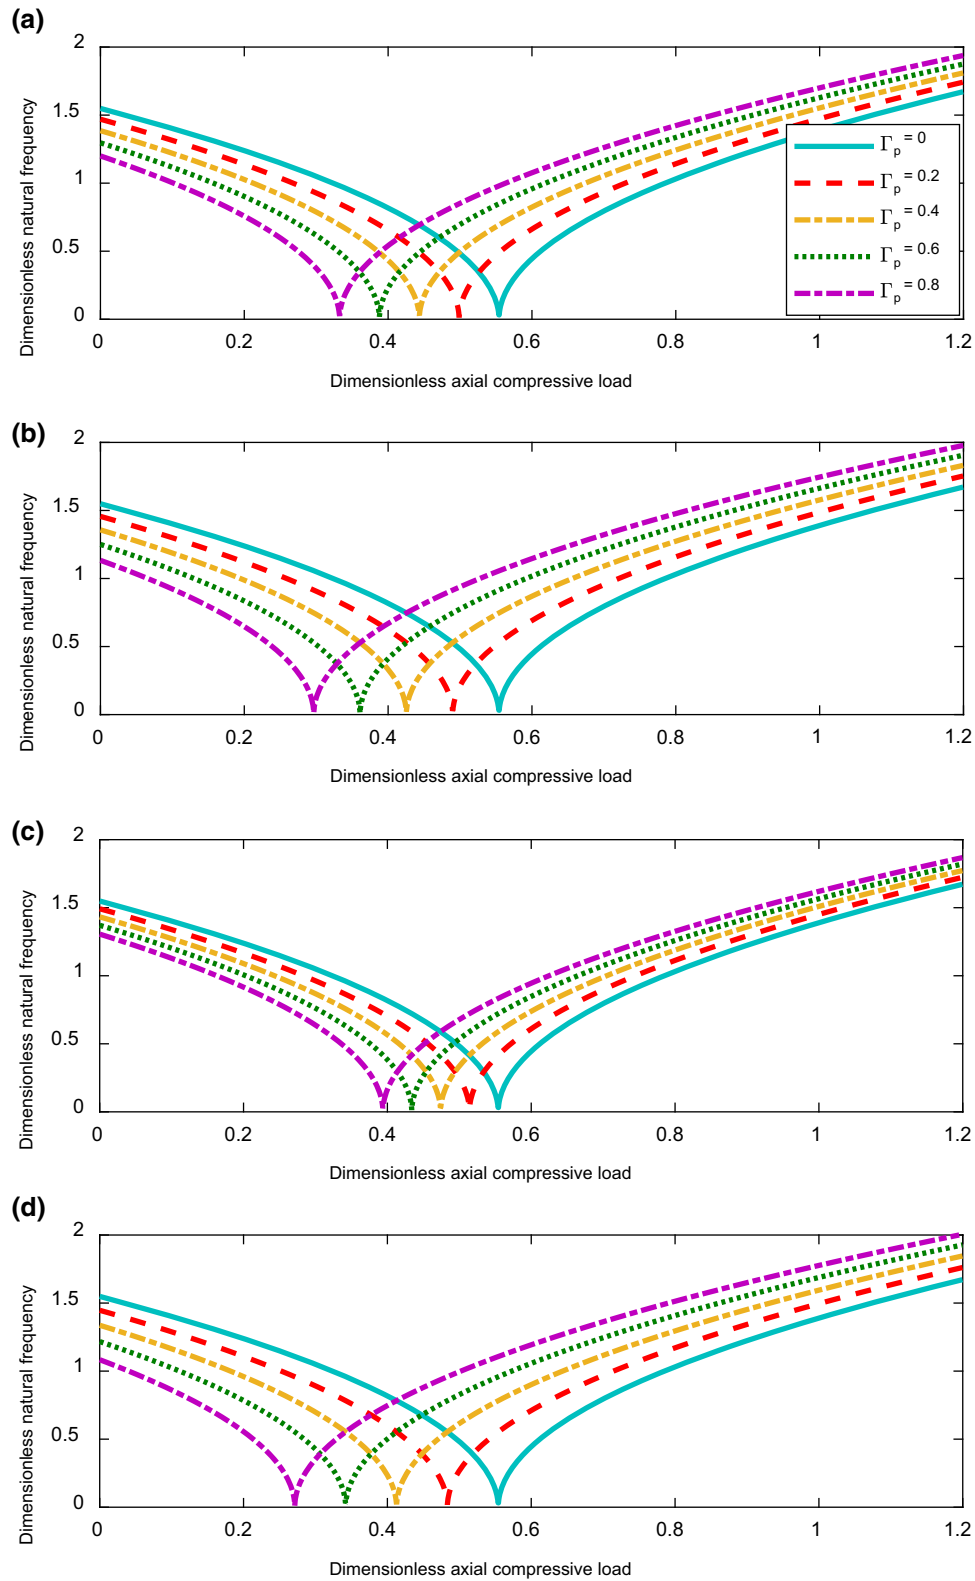 (a)
2
1.5
1
0.5
0
Dimensionless natural frequency
0 0.2 0.4 0.6 0.8 1 1.2
Dimensionless axial compressive load
Γp = 0
Γp = 0.2
Γp = 0.4
Γp = 0.6
Γp = 0.8
(b)
2
1.5
1
0.5
0
Dimensionless natural frequency
0 0.2 0.4 0.6 0.8 1 1.2
Dimensionless axial compressive load
(c)
2
1.5
1
0.5
0
Dimensionless natural frequency
0 0.2 0.4 0.6 0.8 1 1.2
Dimensionless axial compressive load
(d)
2
1.5
1
0.5
0
Dimensionless natural frequency
0 0.2 0.4 0.6 0.8 1 1.2
Dimensionless axial compressive load